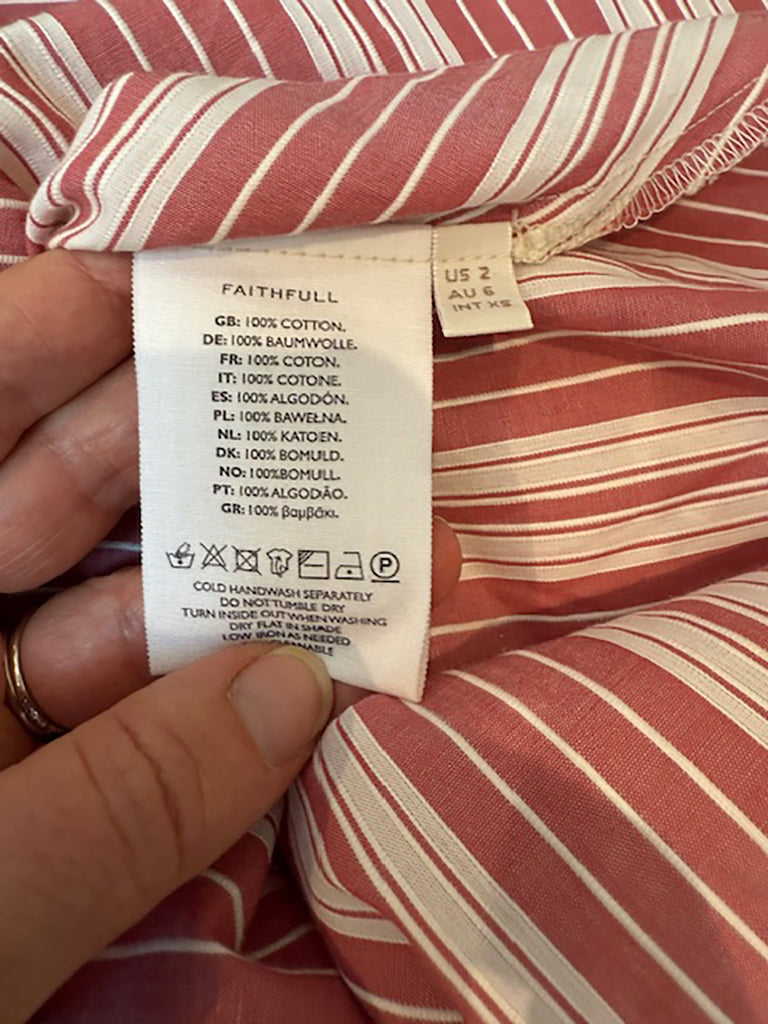 FAITHFULL
GB: 100% COTTON.
DE: 100% BAUMWOLLE.
FR: 100% COTON.
IT: 100% COTONE.
ES: 100% ALGODÓN.
PL: 100% BAWEŁNA.
NL: 100% KATOEN.
DK: 100% BOMULD.
NO: 100%BOMULL.
PT: 100% ALGODÃO.
GR: 100% βαμβάκι.
P
COLD HANDWASH SEPARATELY
DO NOT TUMBLE DRY
TURN INSIDE OUT WHEN WASHING
DRY FLAT IN SHADE
LOW IRON AS NEEDED
US 2
AU 6
INT XS